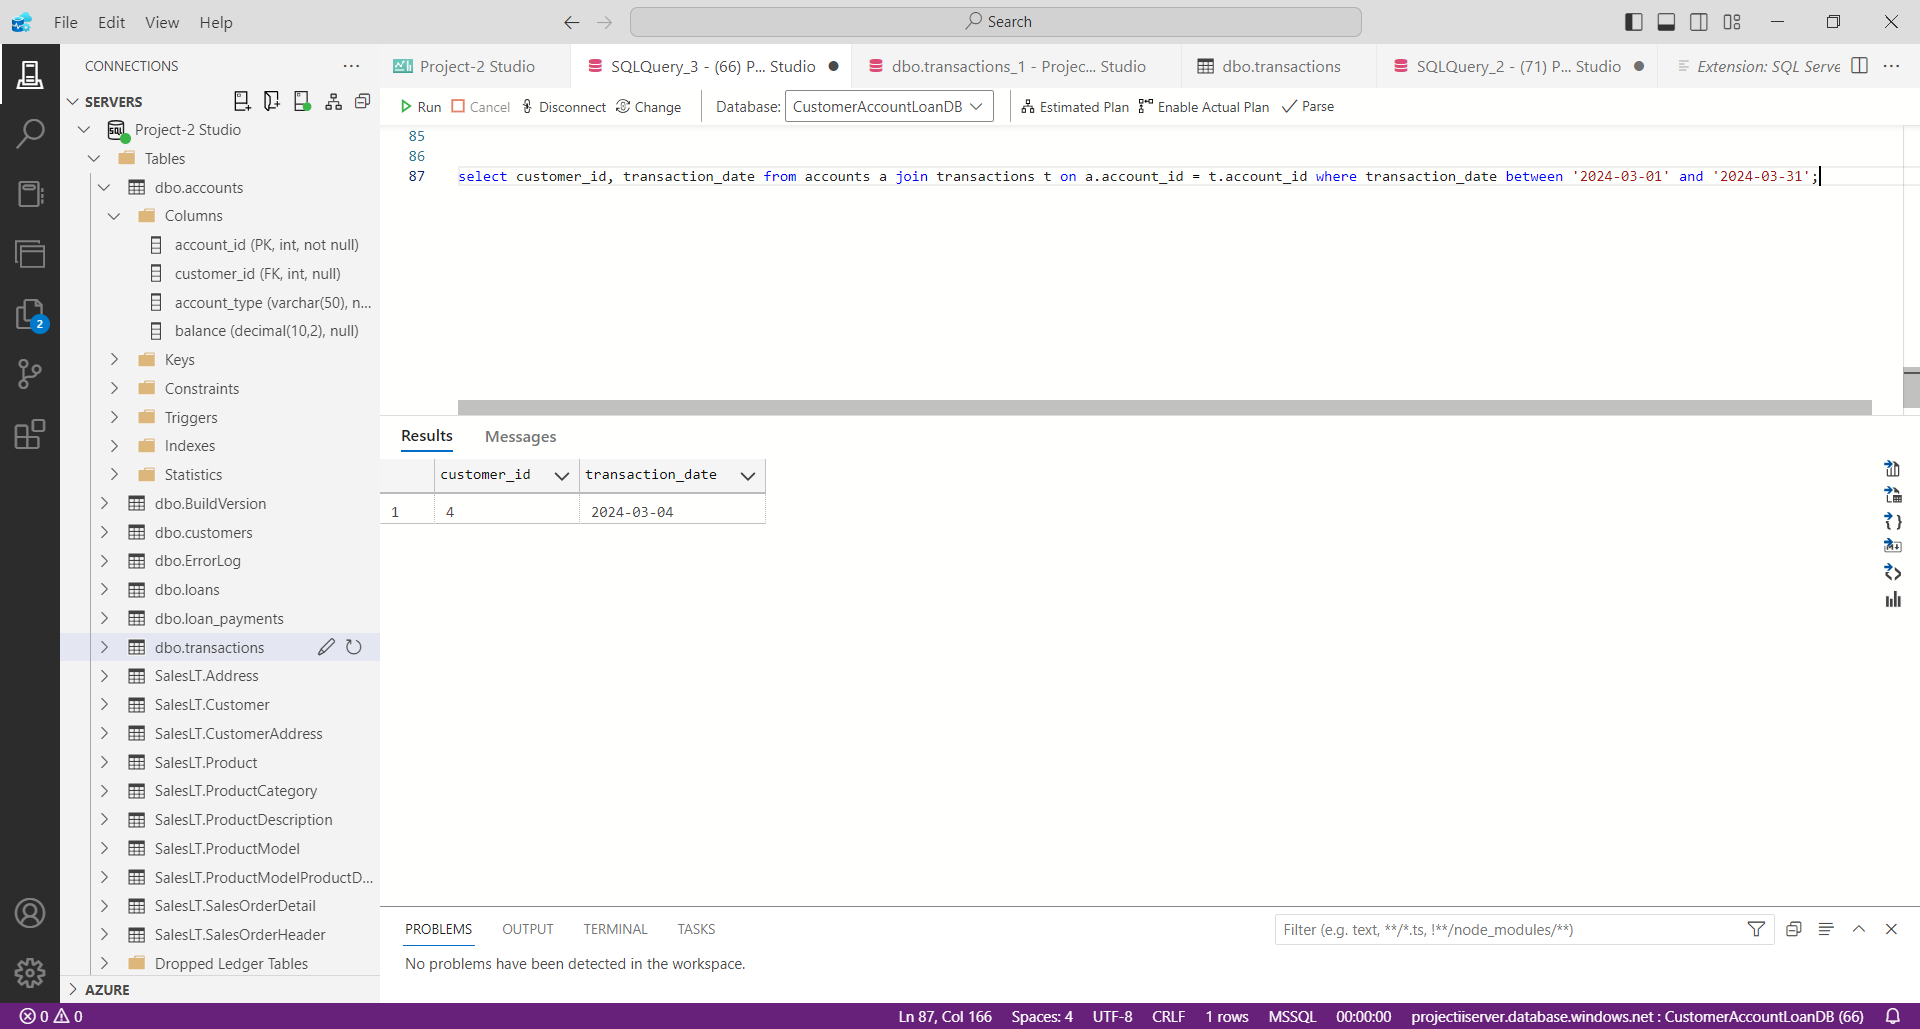 File Edit View Help
Search
CONNECTIONS
SERVERS
Project-2 Studio
Tables
dbo.accounts
Columns
account_id (PK, int, not null)
customer_id (FK, int, null)
account_type (varchar(50), n...
balance (decimal(10,2), null)
Keys
Constraints
Triggers
Indexes
Statistics
dbo.BuildVersion
dbo.customers
dbo.ErrorLog
dbo.loans
dbo.loan_payments
dbo.transactions
SalesLT.Address
SalesLT.Customer
SalesLT.CustomerAddress
SalesLT.Product
SalesLT.ProductCategory
SalesLT.ProductDescription
SalesLT.ProductModel
SalesLT.ProductModelProductD...
SalesLT.SalesOrderDetail
SalesLT.SalesOrderHeader
Dropped Ledger Tables
AZURE
2
Project-2 Studio SQLQuery_3 - (66) P... Studio dbo.transactions_1 - Projec... Studio dbo.transactions SQLQuery_2 - (71) P... Studio Extension: SQL Serve
Run Cancel Disconnect Change Database: CustomerAccountLoanDB Estimated Plan Enable Actual Plan Parse
85
86
87 select customer_id, transaction_date from accounts a join transactions t on a.account_id = t.account_id where transaction_date between '2024-03-01' and '2024-03-31';
Results Messages
customer_id transaction_date
1 4 2024-03-04
PROBLEMS OUTPUT TERMINAL TASKS
Filter (e.g. text, **/*.ts, !**/node_modules/**)
No problems have been detected in the workspace.
0 0 Ln 87, Col 166 Spaces: 4 UTF-8 CRLF 1 rows MSSQL 00:00:00 projectiiserver.database.windows.net : CustomerAccountLoanDB (66)